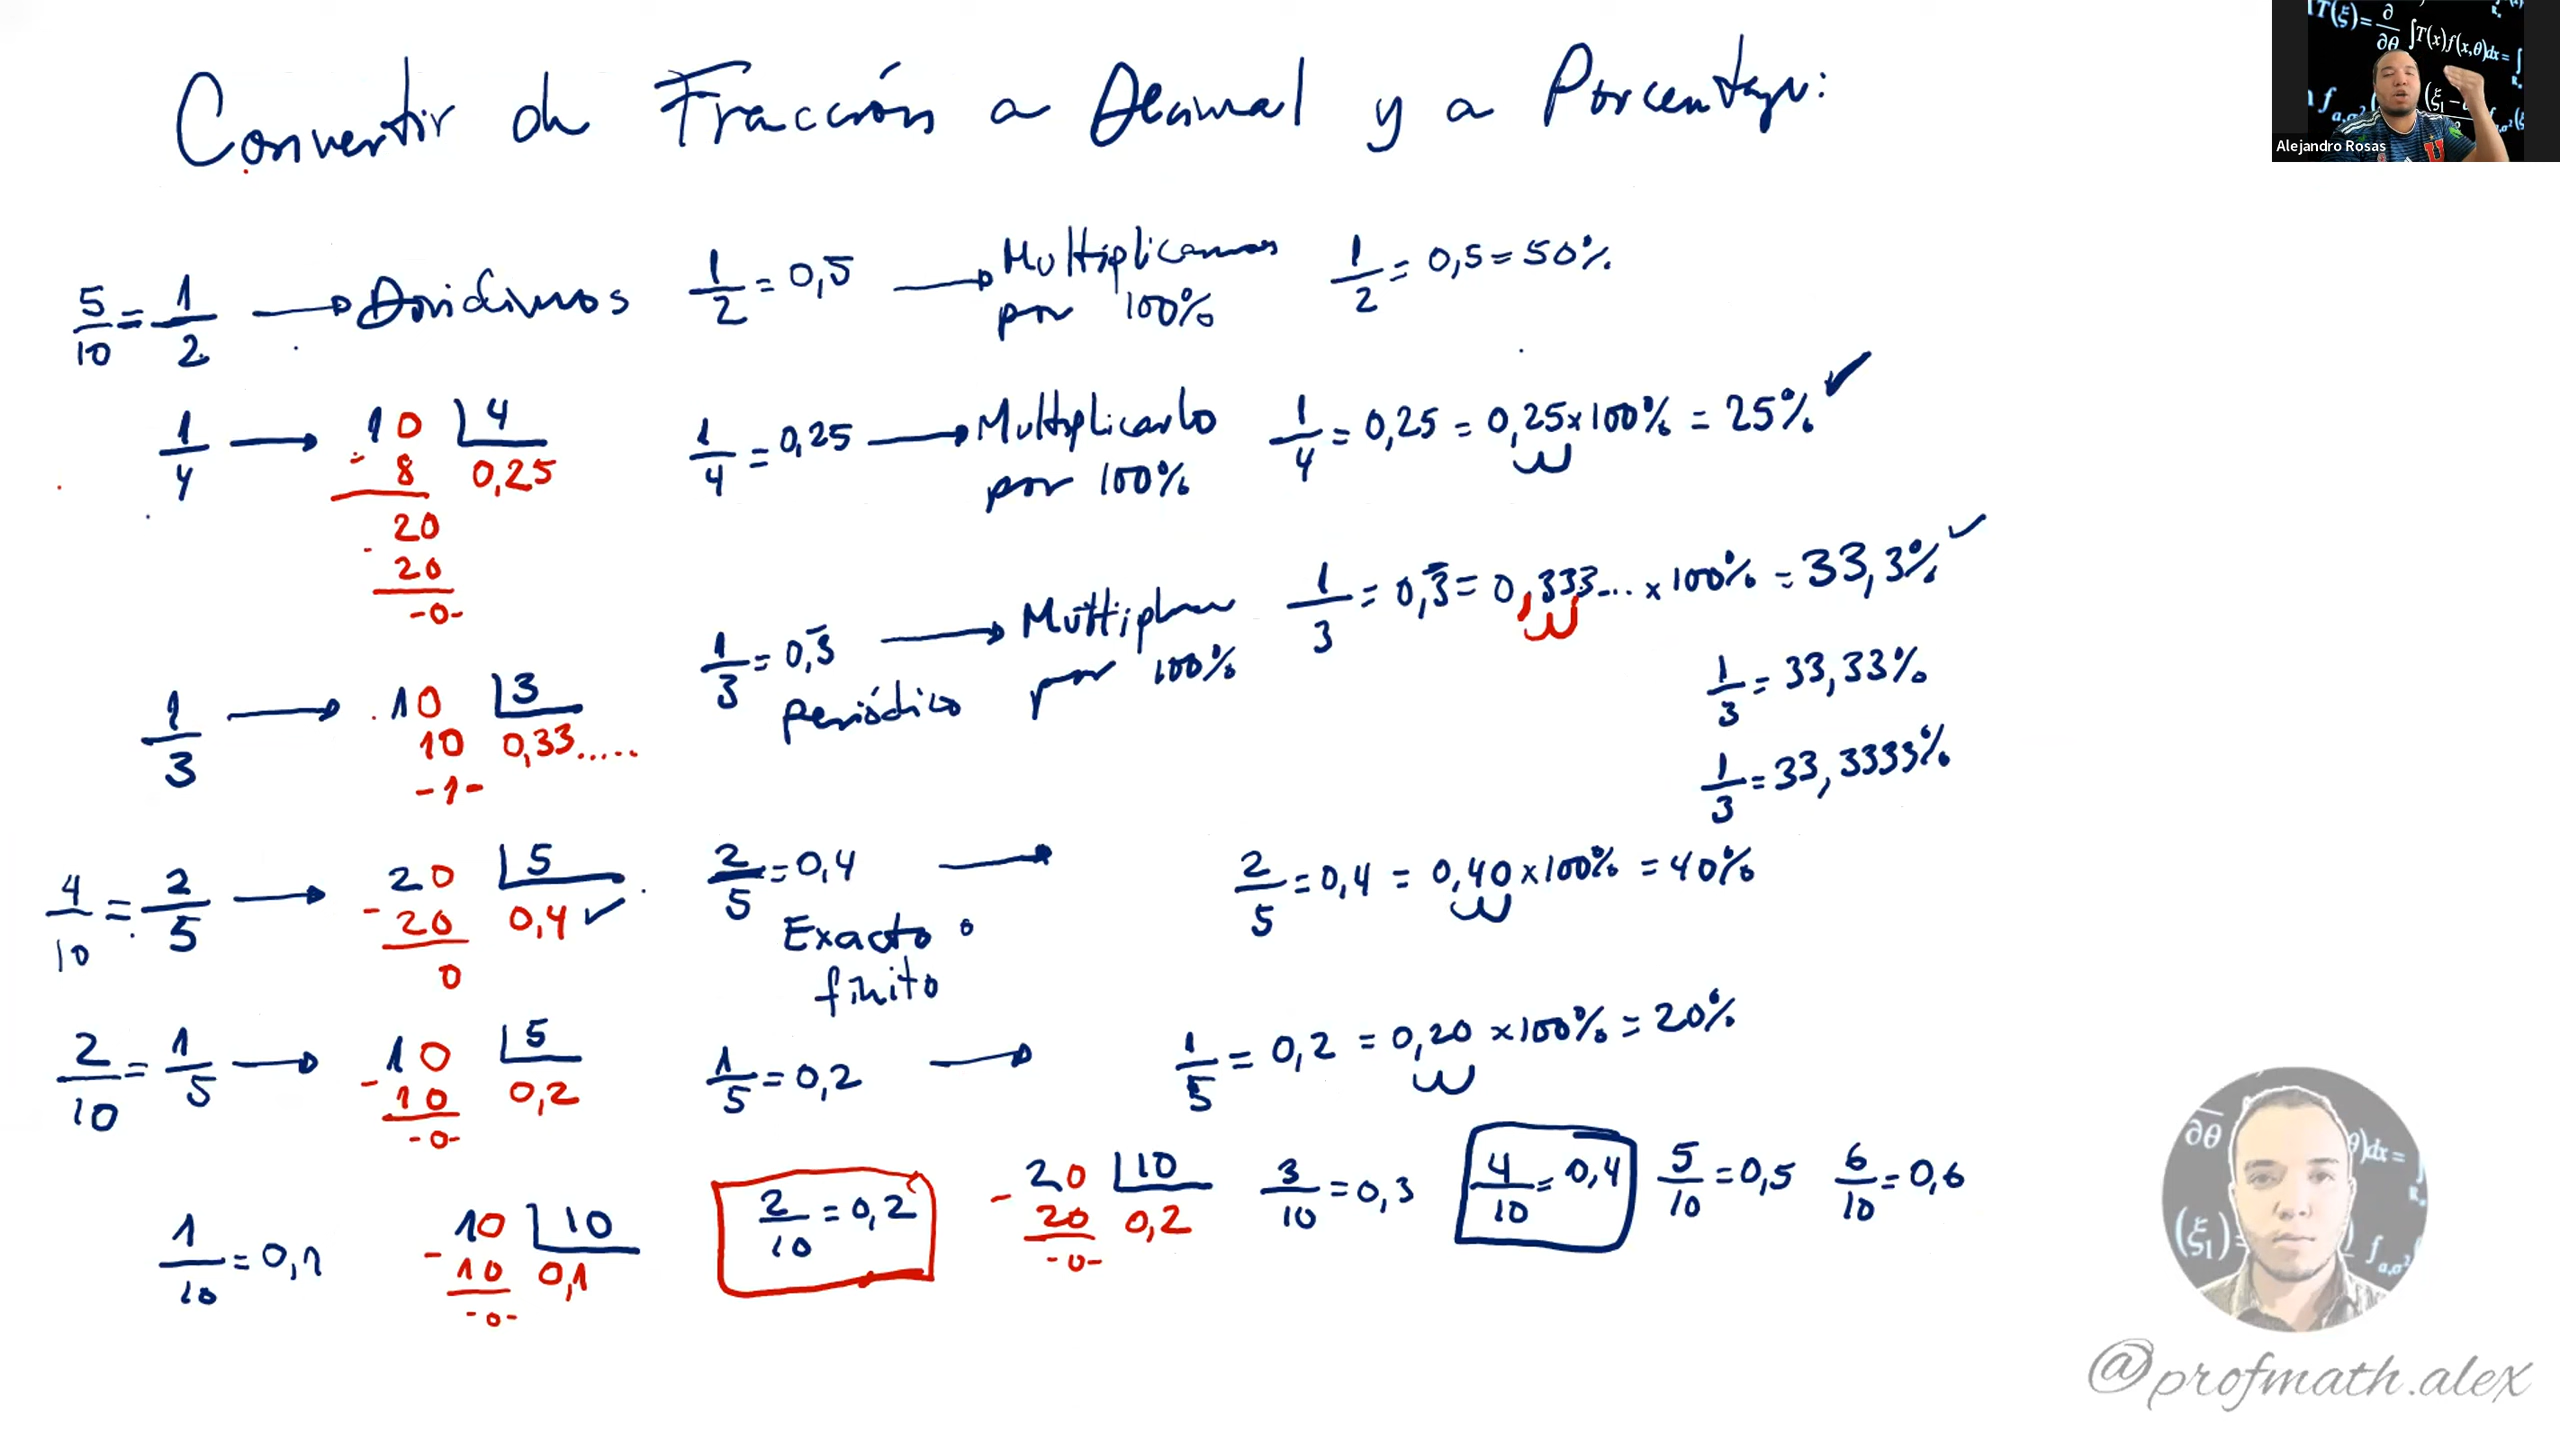 Convertir de Fracción a Decimal y a Porcentaje:
5/10 = 1/2 → Dividimos 1/2 = 0,5 → Multiplicamos por 100% 1/2 = 0,5 = 50%
1/4 → 10 ⌊4
- 8 0,25
20
- 20
-0-
1/4 = 0,25 → Multiplicarlo por 100% 1/4 = 0,25 = 0,25x100% = 25% ✓
1/3 → 10 ⌊3
10 0,33.....
-1-
1/3 = 0,3̅ → Multiplicar por 100% 1/3 = 0,3̅ = 0,333... x 100% = 33,3% ✓
periódico
1/3 = 33,33%
1/3 = 33,3333%
4/10 = 2/5 → 20 ⌊5
- 20 0,4 ✓
0
2/5 = 0,4 → 2/5 = 0,4 = 0,40 x 100% = 40%
Exacto o
finito
2/10 = 1/5 → 10 ⌊5
- 10 0,2
-0-
1/5 = 0,2 → 1/5 = 0,2 = 0,20 x 100% = 20%
1/10 = 0,1 10 ⌊10
- 10 0,1
-0-
2/10 = 0,2 20 ⌊10
- 20 0,2
-0-
3/10 = 0,3 4/10 = 0,4 5/10 = 0,5 6/10 = 0,6
Alejandro Rosas
@profmath.alex